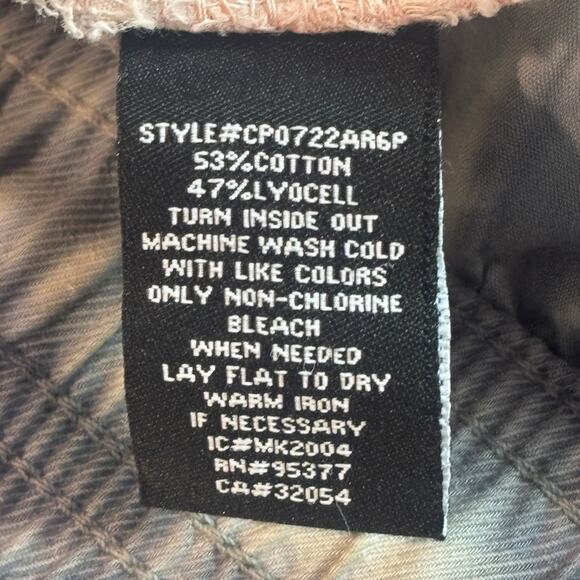 STYLE#CP0722AR6P
53%COTTON
47%LYOCELL
TURN INSIDE OUT
MACHINE WASH COLD
WITH LIKE COLORS
ONLY NON-CHLORINE
BLEACH
WHEN NEEDED
LAY FLAT TO DRY
WARM IRON
IF NECESSARY
IC#MK2004
RN#95377
CA#32054